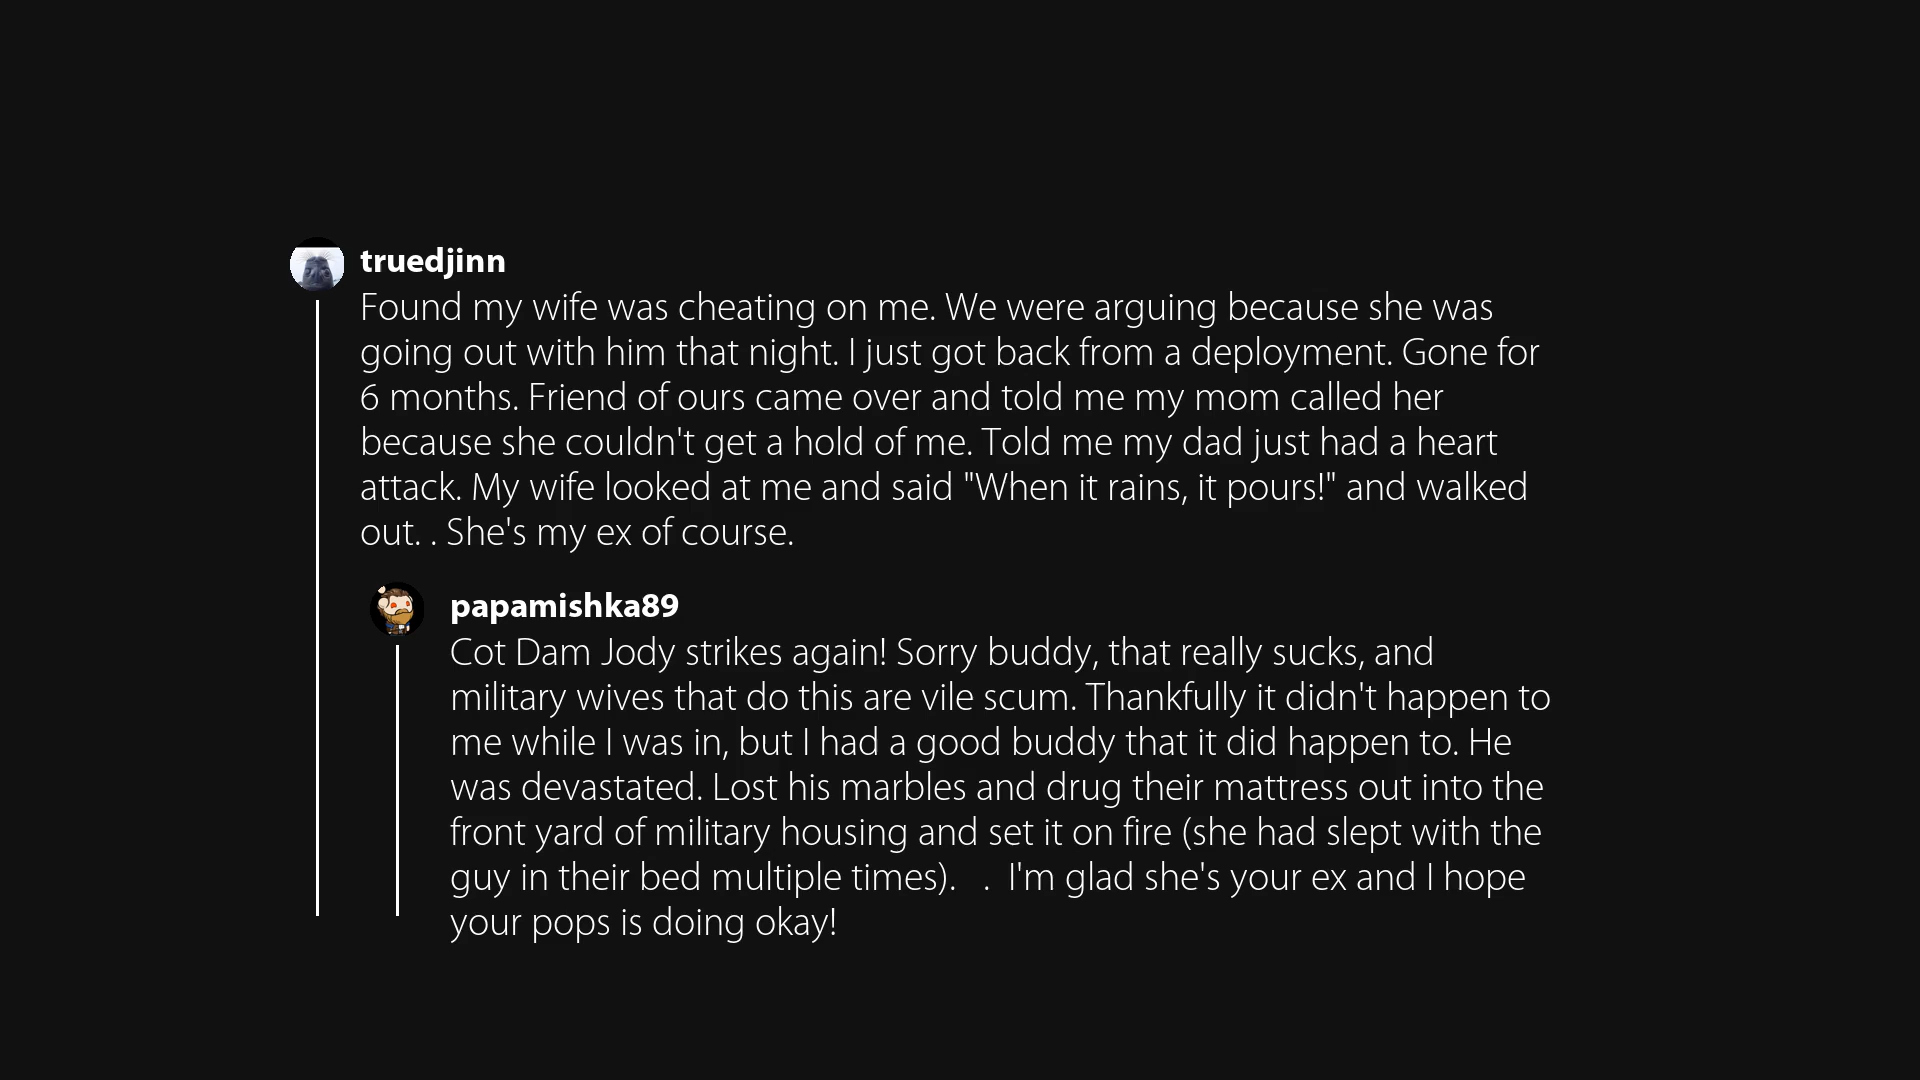 truedjinn
Found my wife was cheating on me. We were arguing because she was
going out with him that night. I just got back from a deployment. Gone for
6 months. Friend of ours came over and told me my mom called her
because she couldn't get a hold of me. Told me my dad just had a heart
attack. My wife looked at me and said "When it rains, it pours!" and walked
out. . She's my ex of course.
papamishka89
Cot Dam Jody strikes again! Sorry buddy, that really sucks, and
military wives that do this are vile scum. Thankfully it didn't happen to
me while I was in, but I had a good buddy that it did happen to. He
was devastated. Lost his marbles and drug their mattress out into the
front yard of military housing and set it on fire (she had slept with the
guy in their bed multiple times).   .  I'm glad she's your ex and I hope
your pops is doing okay!